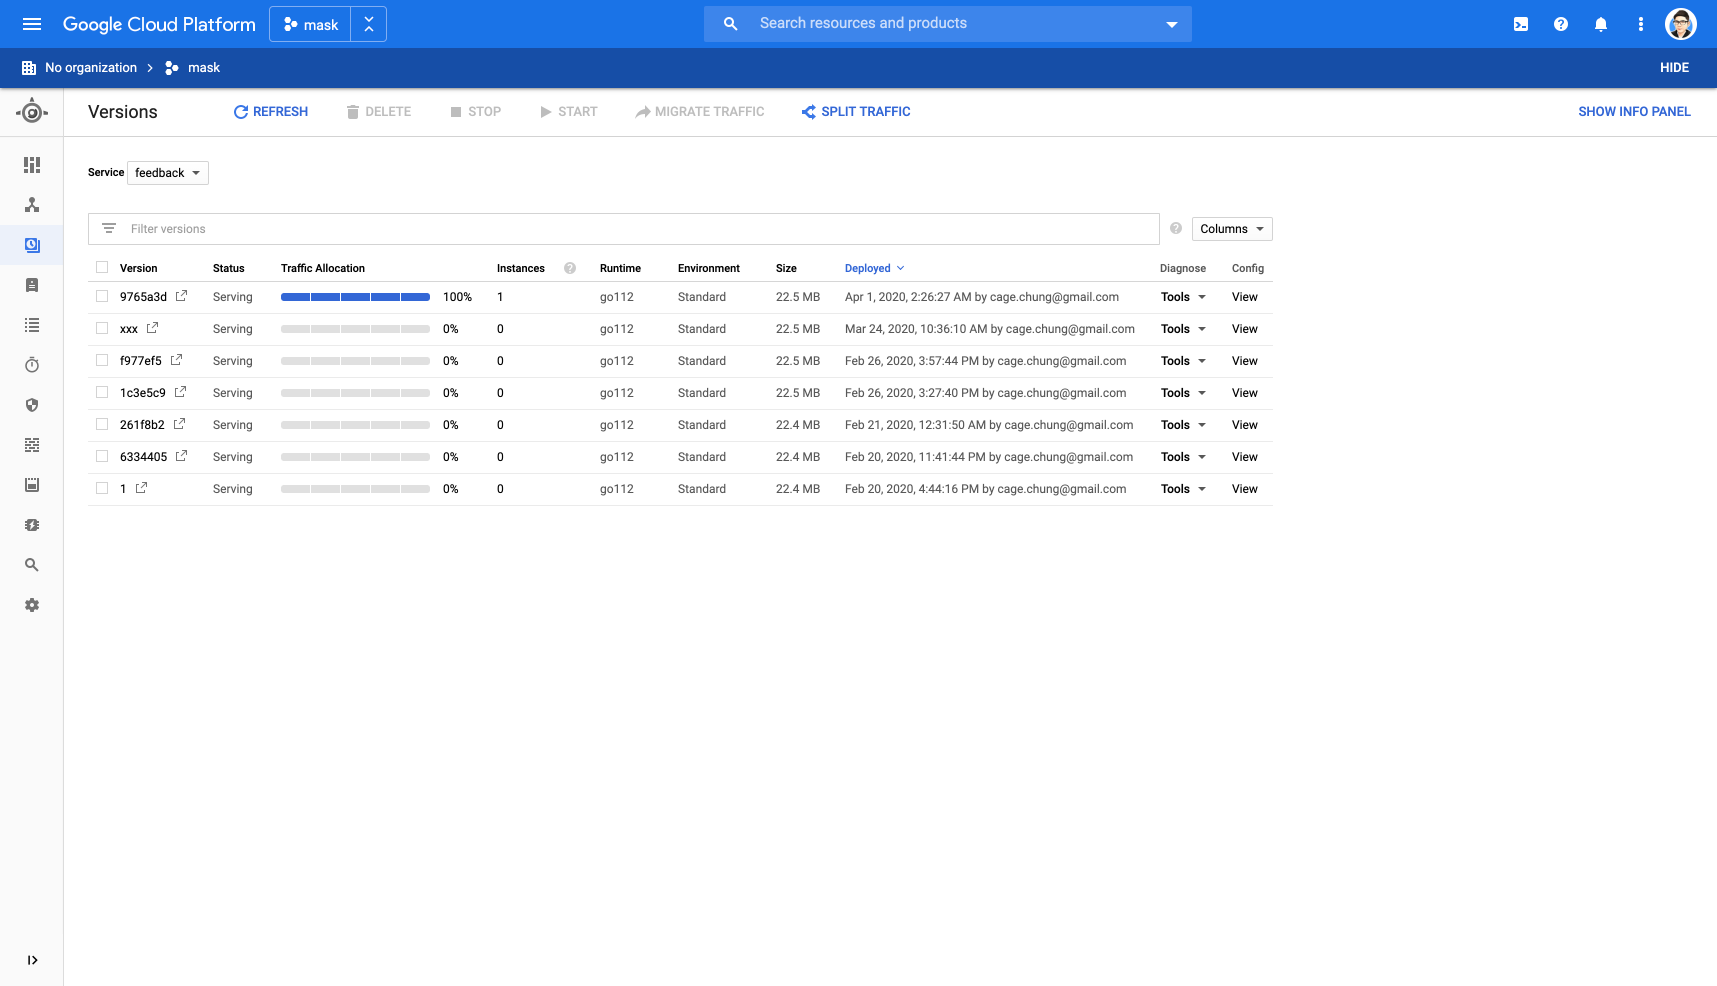 Google Cloud Platform mask Search resources and products
No organization mask HIDE
Versions REFRESH DELETE STOP START MIGRATE TRAFFIC SPLIT TRAFFIC SHOW INFO PANEL
Service feedback
Filter versions Columns
Version Status Traffic Allocation Instances Runtime Environment Size Deployed Diagnose Config
9765a3d Serving 100% 1 go112 Standard 22.5 MB Apr 1, 2020, 2:26:27 AM by cage.chung@gmail.com Tools View
xxx Serving 0% 0 go112 Standard 22.5 MB Mar 24, 2020, 10:36:10 AM by cage.chung@gmail.com Tools View
f977ef5 Serving 0% 0 go112 Standard 22.5 MB Feb 26, 2020, 3:57:44 PM by cage.chung@gmail.com Tools View
1c3e5c9 Serving 0% 0 go112 Standard 22.5 MB Feb 26, 2020, 3:27:40 PM by cage.chung@gmail.com Tools View
261f8b2 Serving 0% 0 go112 Standard 22.4 MB Feb 21, 2020, 12:31:50 AM by cage.chung@gmail.com Tools View
6334405 Serving 0% 0 go112 Standard 22.4 MB Feb 20, 2020, 11:41:44 PM by cage.chung@gmail.com Tools View
1 Serving 0% 0 go112 Standard 22.4 MB Feb 20, 2020, 4:44:16 PM by cage.chung@gmail.com Tools View